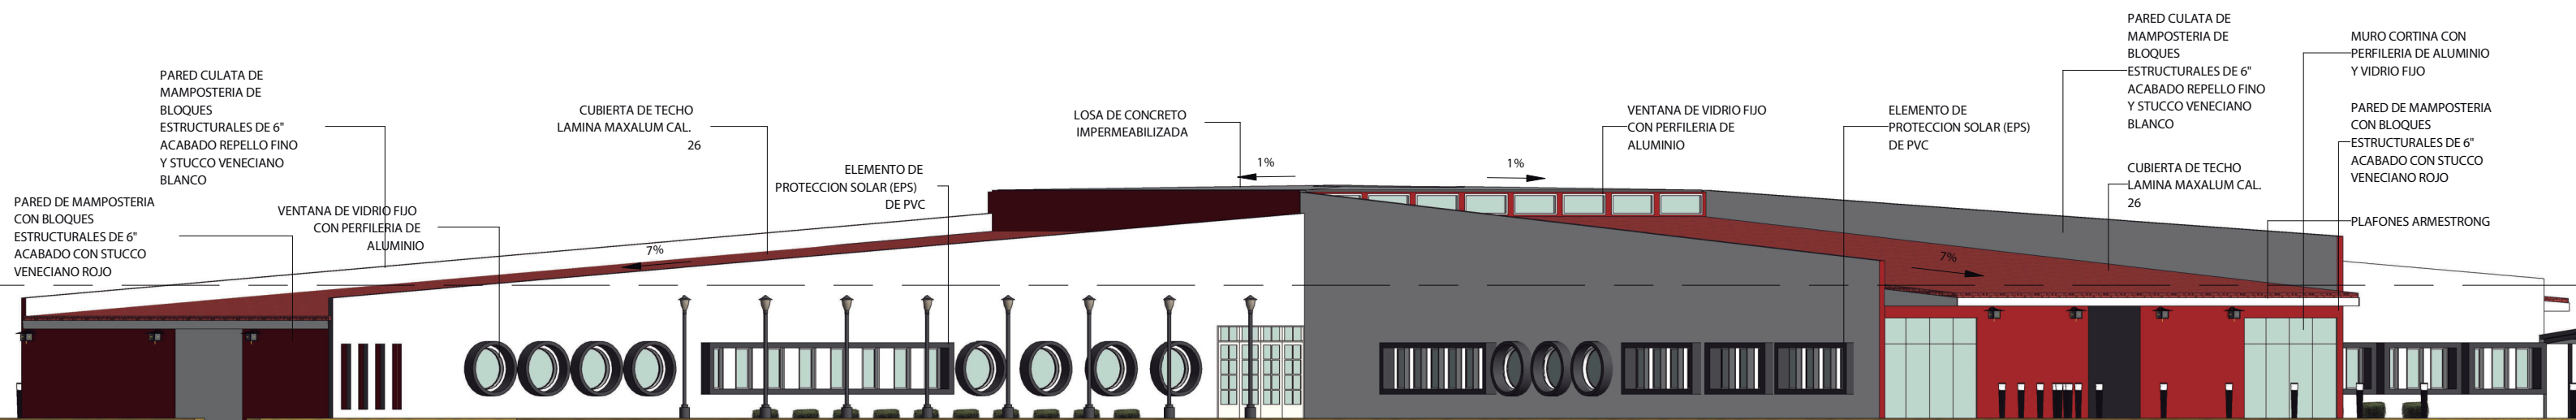 PARED DE MAMPOSTERIA
CON BLOQUES
ESTRUCTURALES DE 6"
ACABADO CON STUCCO
VENECIANO ROJO
PARED CULATA DE
MAMPOSTERIA DE
BLOQUES
ESTRUCTURALES DE 6"
ACABADO REPELLO FINO
Y STUCCO VENECIANO
BLANCO
VENTANA DE VIDRIO FIJO
CON PERFILERIA DE
ALUMINIO
CUBIERTA DE TECHO
LAMINA MAXALUM CAL.
26
7%
ELEMENTO DE
PROTECCION SOLAR (EPS)
DE PVC
LOSA DE CONCRETO
IMPERMEABILIZADA
1%
1%
VENTANA DE VIDRIO FIJO
CON PERFILERIA DE
ALUMINIO
ELEMENTO DE
PROTECCION SOLAR (EPS)
DE PVC
7%
PARED CULATA DE
MAMPOSTERIA DE
BLOQUES
ESTRUCTURALES DE 6"
ACABADO REPELLO FINO
Y STUCCO VENECIANO
BLANCO
CUBIERTA DE TECHO
LAMINA MAXALUM CAL.
26
MURO CORTINA CON
PERFILERIA DE ALUMINIO
Y VIDRIO FIJO
PARED DE MAMPOSTERIA
CON BLOQUES
ESTRUCTURALES DE 6"
ACABADO CON STUCCO
VENECIANO ROJO
PLAFONES ARMESTRONG